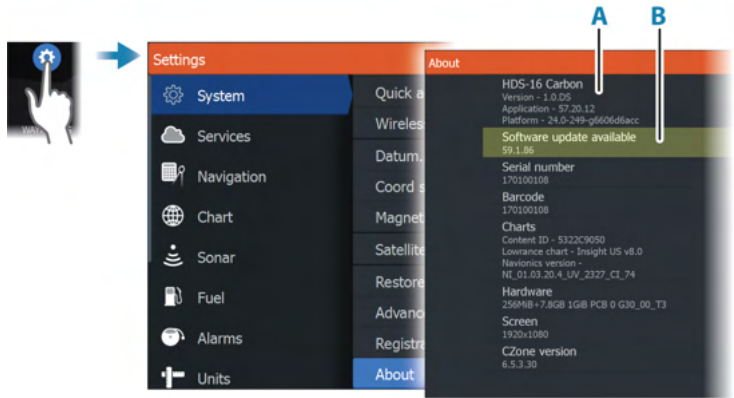 A
B
WAY
Settings
System
Services
Navigation
Chart
Sonar
Fuel
Alarms
Units
Quick a
Wireles
Datum.
Coord s
Magnet
Satellite
Restore
Advanc
Registra
About
About
HDS-16 Carbon
Version - 1.0.DS
Application - 57.20.12
Platform - 24.0-249-g6606d6acc
Software update available
59.1.86
Serial number
170100108
Barcode
170100108
Charts
Content ID - 5322C9050
Lowrance chart - Insight US v8.0
Navionics version -
NI_01.03.20.4_UV_2327_CI_74
Hardware
256MiB+7.8GB 1GiB PCB 0 G30_00_T3
Screen
1920x1080
CZone version
6.5.3.30